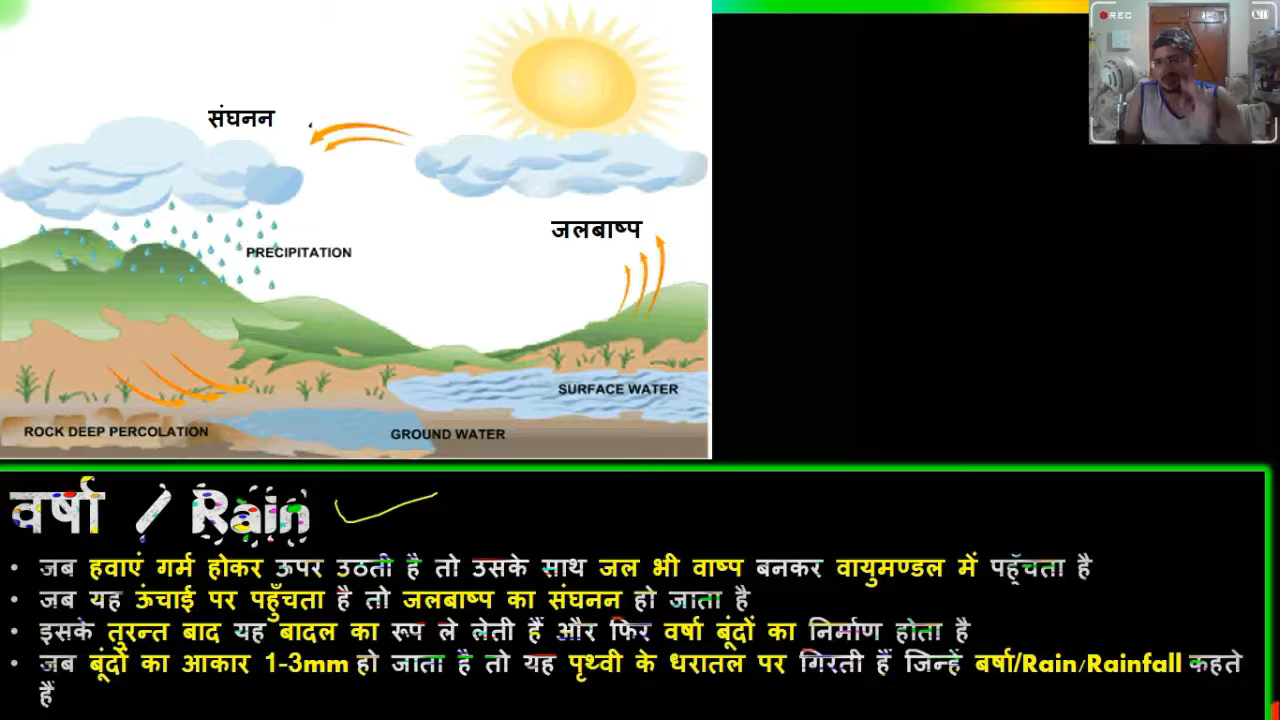 REC
संघनन
जलबाष्प
PRECIPITATION
SURFACE WATER
ROCK DEEP PERCOLATION
GROUND WATER
वर्षा / Rain
• जब हवाएं गर्म होकर ऊपर उठती है तो उसके साथ जल भी वाष्प बनकर वायुमण्डल में पहूँचता है
• जब यह ऊंचाई पर पहुँचता है तो जलबाष्प का संघनन हो जाता है
• इसके तुरन्त बाद यह बादल का रूप ले लेती हैं और फिर वर्षा बूंदों का निर्माण होता है
• जब बूंदों का आकार 1-3mm हो जाता है तो यह पृथ्वी के धरातल पर गिरती हैं जिन्हें बर्षा/Rain/Rainfall कहते
हैं